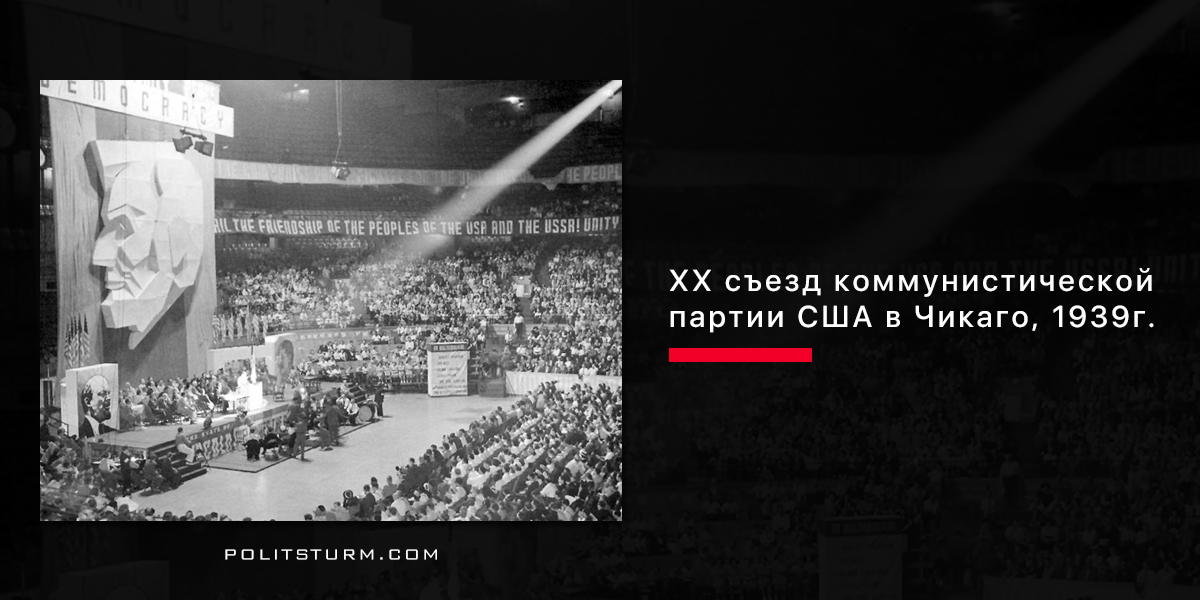 DEMOCRACY
THE FRIENDSHIP OF THE PEOPLES OF THE USA AND THE USSR! UNITY
XX съезд коммунистической
партии США в Чикаго, 1939г.
POLITSTURM.COM